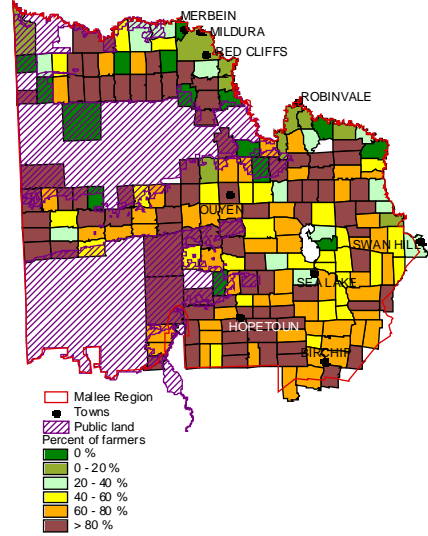 MERBEIN
MILDURA
RED CLIFFS
ROBINVALE
OUYEN
SWAN HILL
SEA LAKE
HOPETOUN
BIRCHIP
Mallee Region
Towns
Public land
Percent of farmers
0 %
0 - 20 %
20 - 40 %
40 - 60 %
60 - 80 %
> 80 %